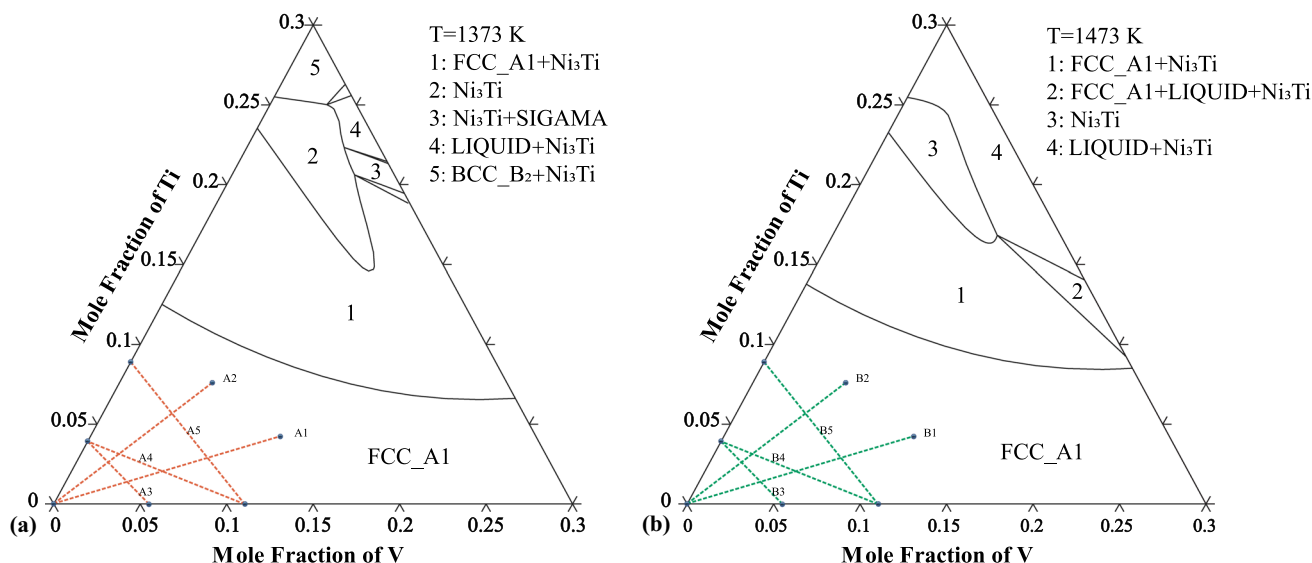 0.3
T=1373 K
1: FCC_A1+Ni₃Ti
2: Ni₃Ti
3: Ni₃Ti+SIGAMA
4: LIQUID+Ni₃Ti
5: BCC_B₂+Ni₃Ti
5
0.25
4
2
3
0.2
Mole Fraction of Ti
0.15
1
0.1
A2
0.05
A5
A1
A4
FCC_A1
A3
0
(a)
0 0.05 0.1 0.15 0.2 0.25 0.3
Mole Fraction of V
0.3
T=1473 K
1: FCC_A1+Ni₃Ti
2: FCC_A1+LIQUID+Ni₃Ti
3: Ni₃Ti
4: LIQUID+Ni₃Ti
0.25
3
4
0.2
Mole Fraction of Ti
0.15
1
2
0.1
B2
0.05
B5
B1
B4
FCC_A1
B3
0
(b)
0 0.05 0.1 0.15 0.2 0.25 0.3
Mole Fraction of V